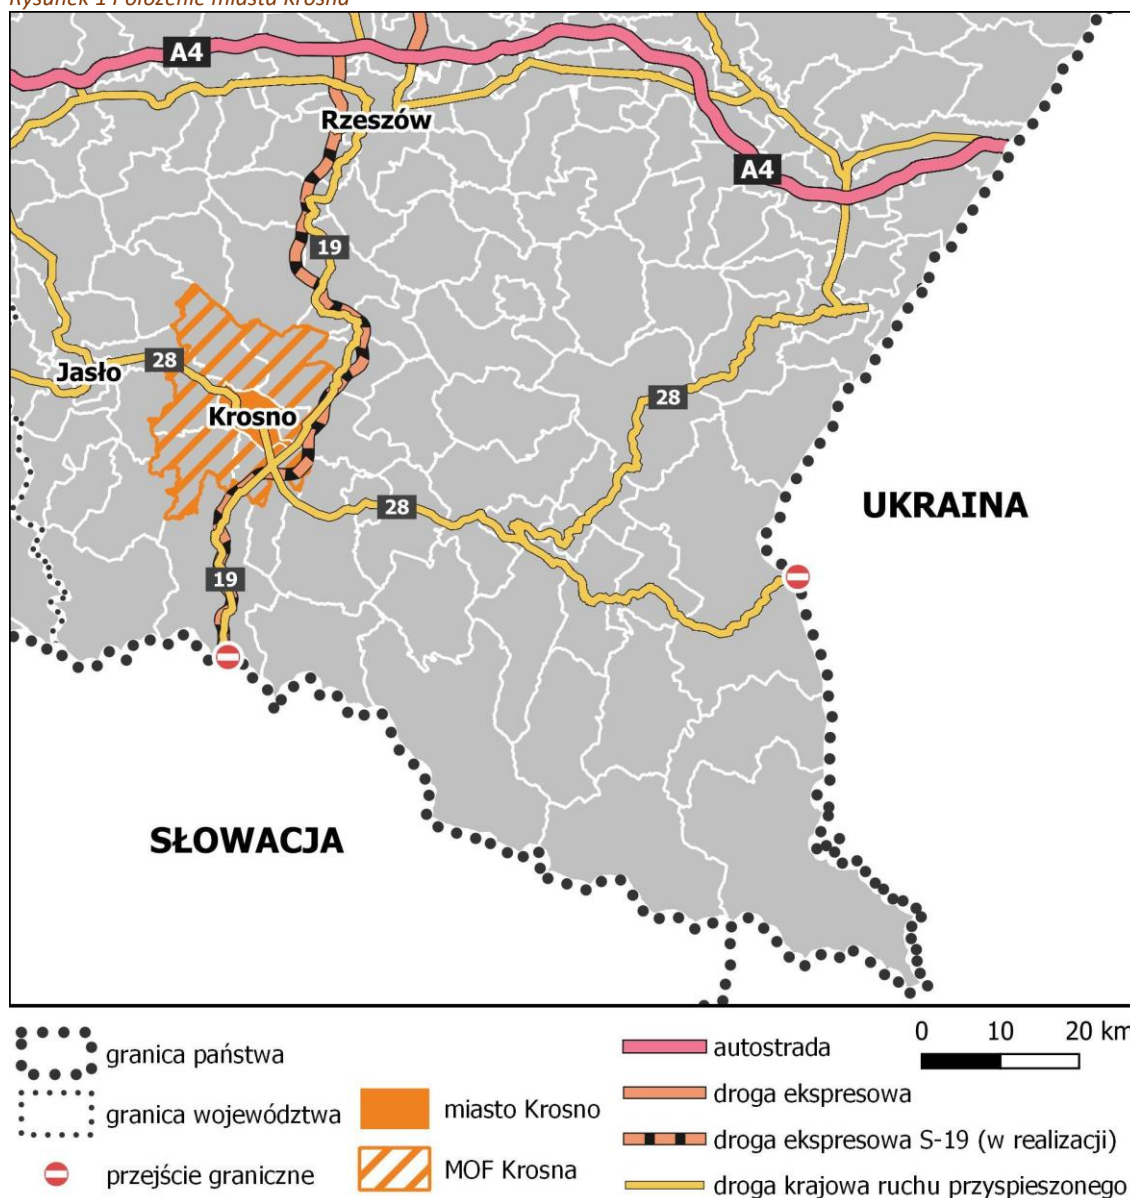 Rysunek 1 Położenie miasta Krosna
A4
Rzeszów
A4
19
28
Jasło
28
Krosno
28
UKRAINA
19
SŁOWACJA
granica państwa
granica województwa
przejście graniczne
miasto Krosno
MOF Krosna
autostrada
droga ekspresowa
droga ekspresowa S-19 (w realizacji)
droga krajowa ruchu przyspieszonego
0 10 20 km